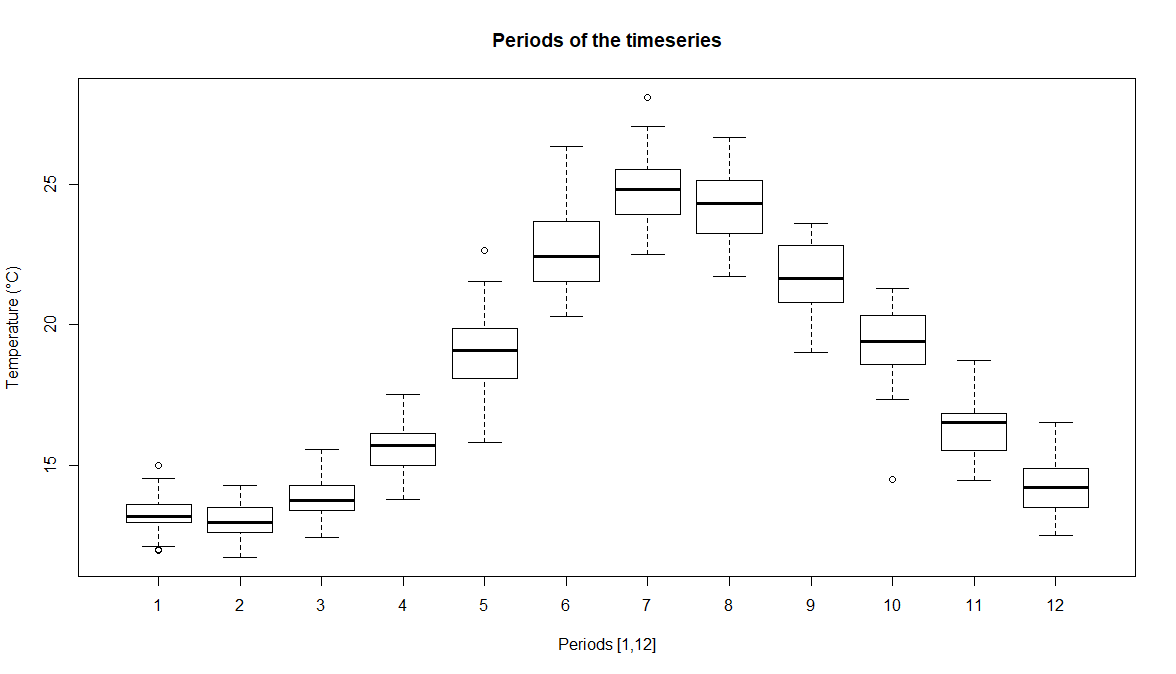 Periods of the timeseries
Temperature (°C)
25
20
15
1 2 3 4 5 6 7 8 9 10 11 12
Periods [1,12]